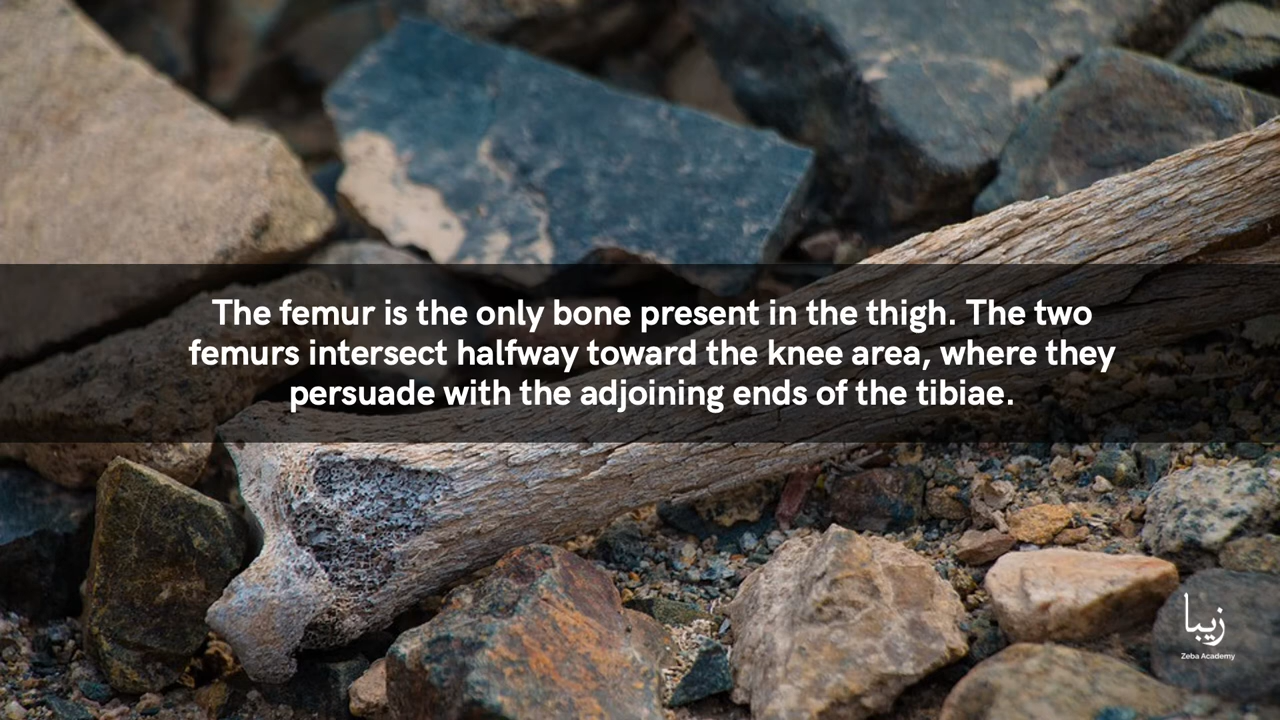 The femur is the only bone present in the thigh. The two
femurs intersect halfway toward the knee area, where they
persuade with the adjoining ends of the tibiae.
زيبا
Zeba Academy